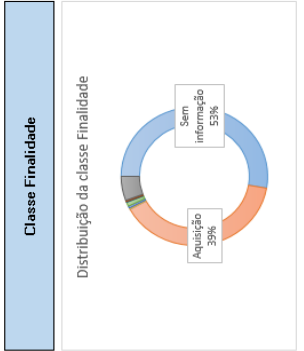 Classe Finalidade
Distribuição da classe Finalidade
Sem
informação
53%
Aquisição
39%